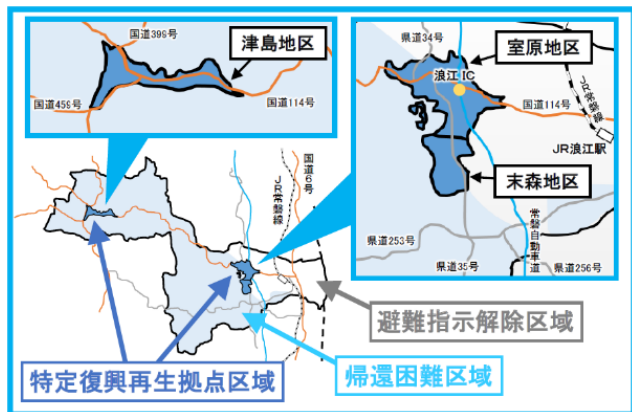 国道399号
津島地区
国道459号
国道114号
県道34号
室原地区
浪江IC
国道114号
JR常磐線
JR浪江駅
末森地区
常磐自動車道
県道253号
県道35号
県道256号
国道6号
JR常磐線
避難指示解除区域
特定復興再生拠点区域
帰還困難区域